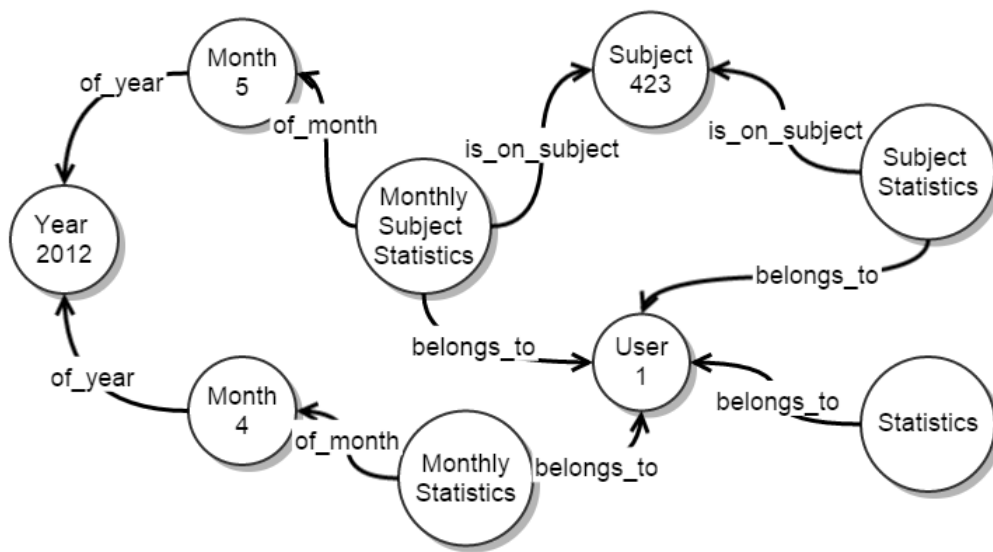 Month
5
Subject
423
of_year
of_month
is_on_subject
is_on_subject
Monthly
Subject
Statistics
Subject
Statistics
Year
2012
belongs_to
belongs_to
User
1
of_year
Month
4
belongs_to
Statistics
of_month
Monthly
Statistics
belongs_to